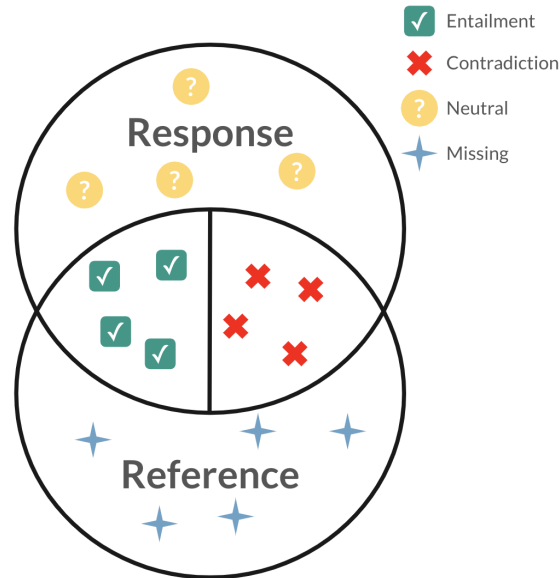 Entailment
Contradiction
Neutral
Missing
?
Response
?
?
?
Reference